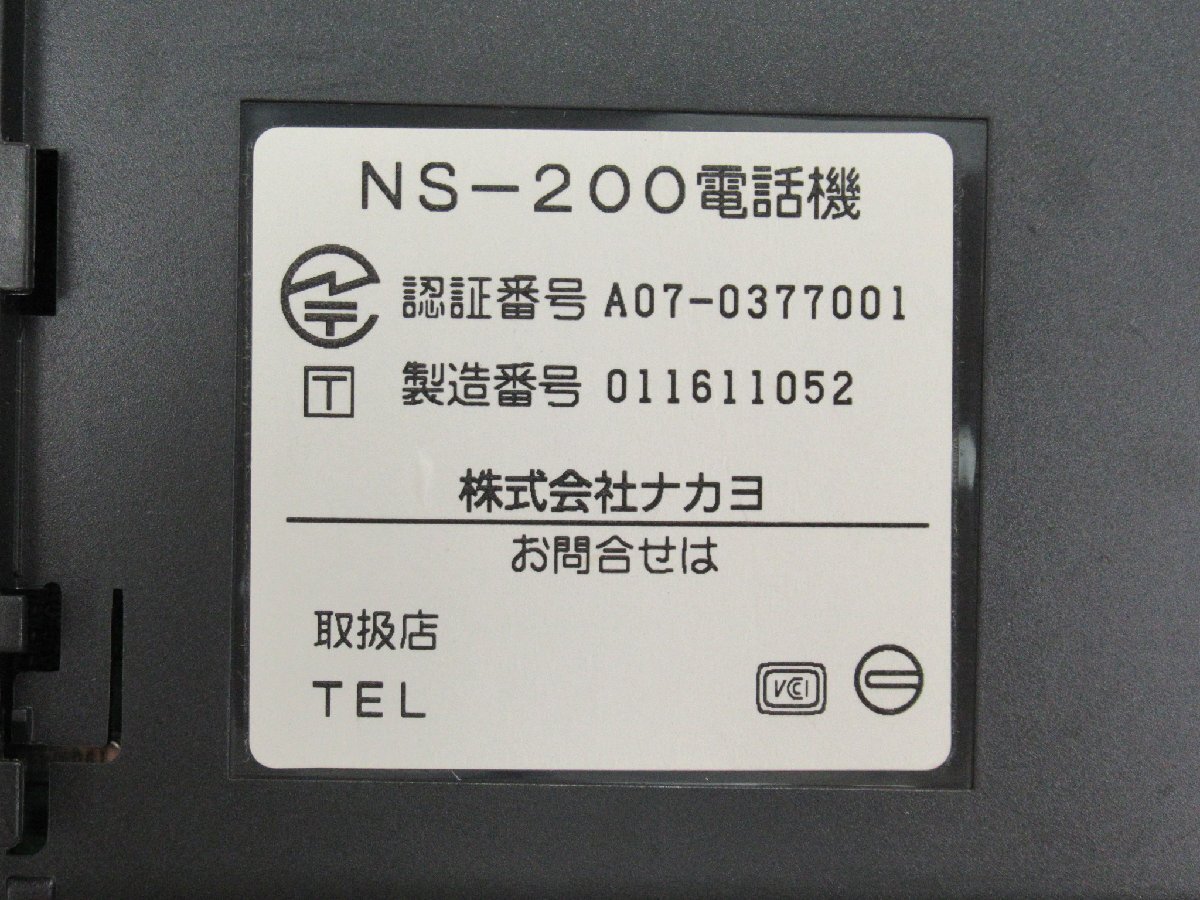 NS-200電話機
認証番号 A07-0377001
T 製造番号 011611052
株式会社ナカヨ
お問合せは
取扱店
TEL
VCCI